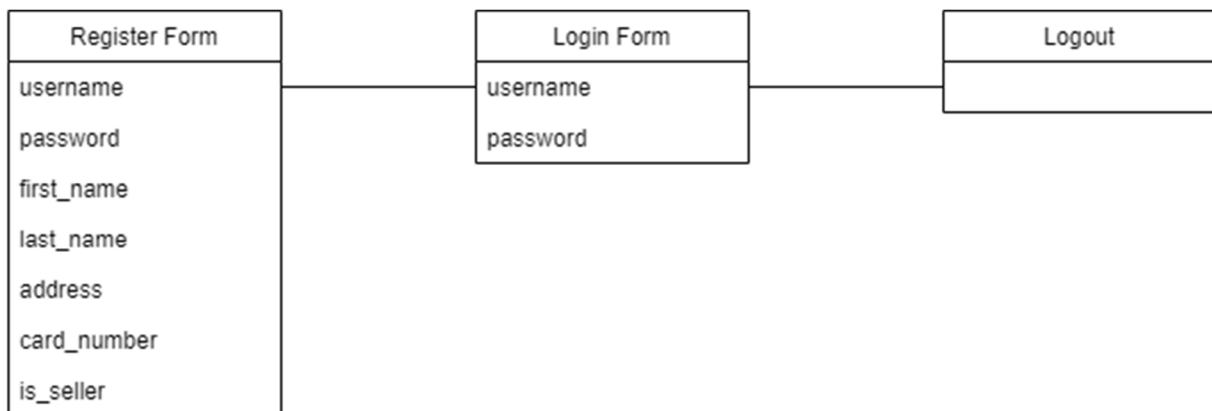 Register Form
username
password
first_name
last_name
address
card_number
is_seller
Login Form
username
password
Logout